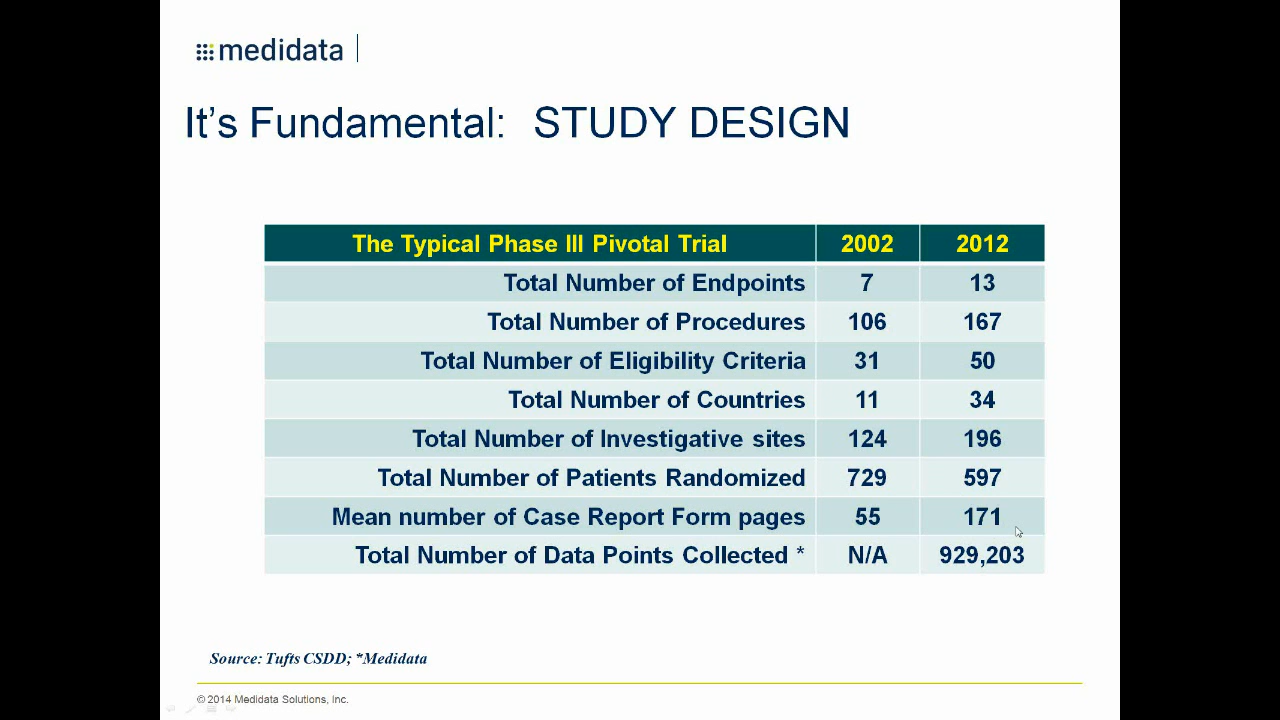 medidata
It's Fundamental: STUDY DESIGN
The Typical Phase III Pivotal Trial 2002 2012
Total Number of Endpoints 7 13
Total Number of Procedures 106 167
Total Number of Eligibility Criteria 31 50
Total Number of Countries 11 34
Total Number of Investigative sites 124 196
Total Number of Patients Randomized 729 597
Mean number of Case Report Form pages 55 171
Total Number of Data Points Collected * N/A 929,203
Source: Tufts CSDD; *Medidata
© 2014 Medidata Solutions, Inc.